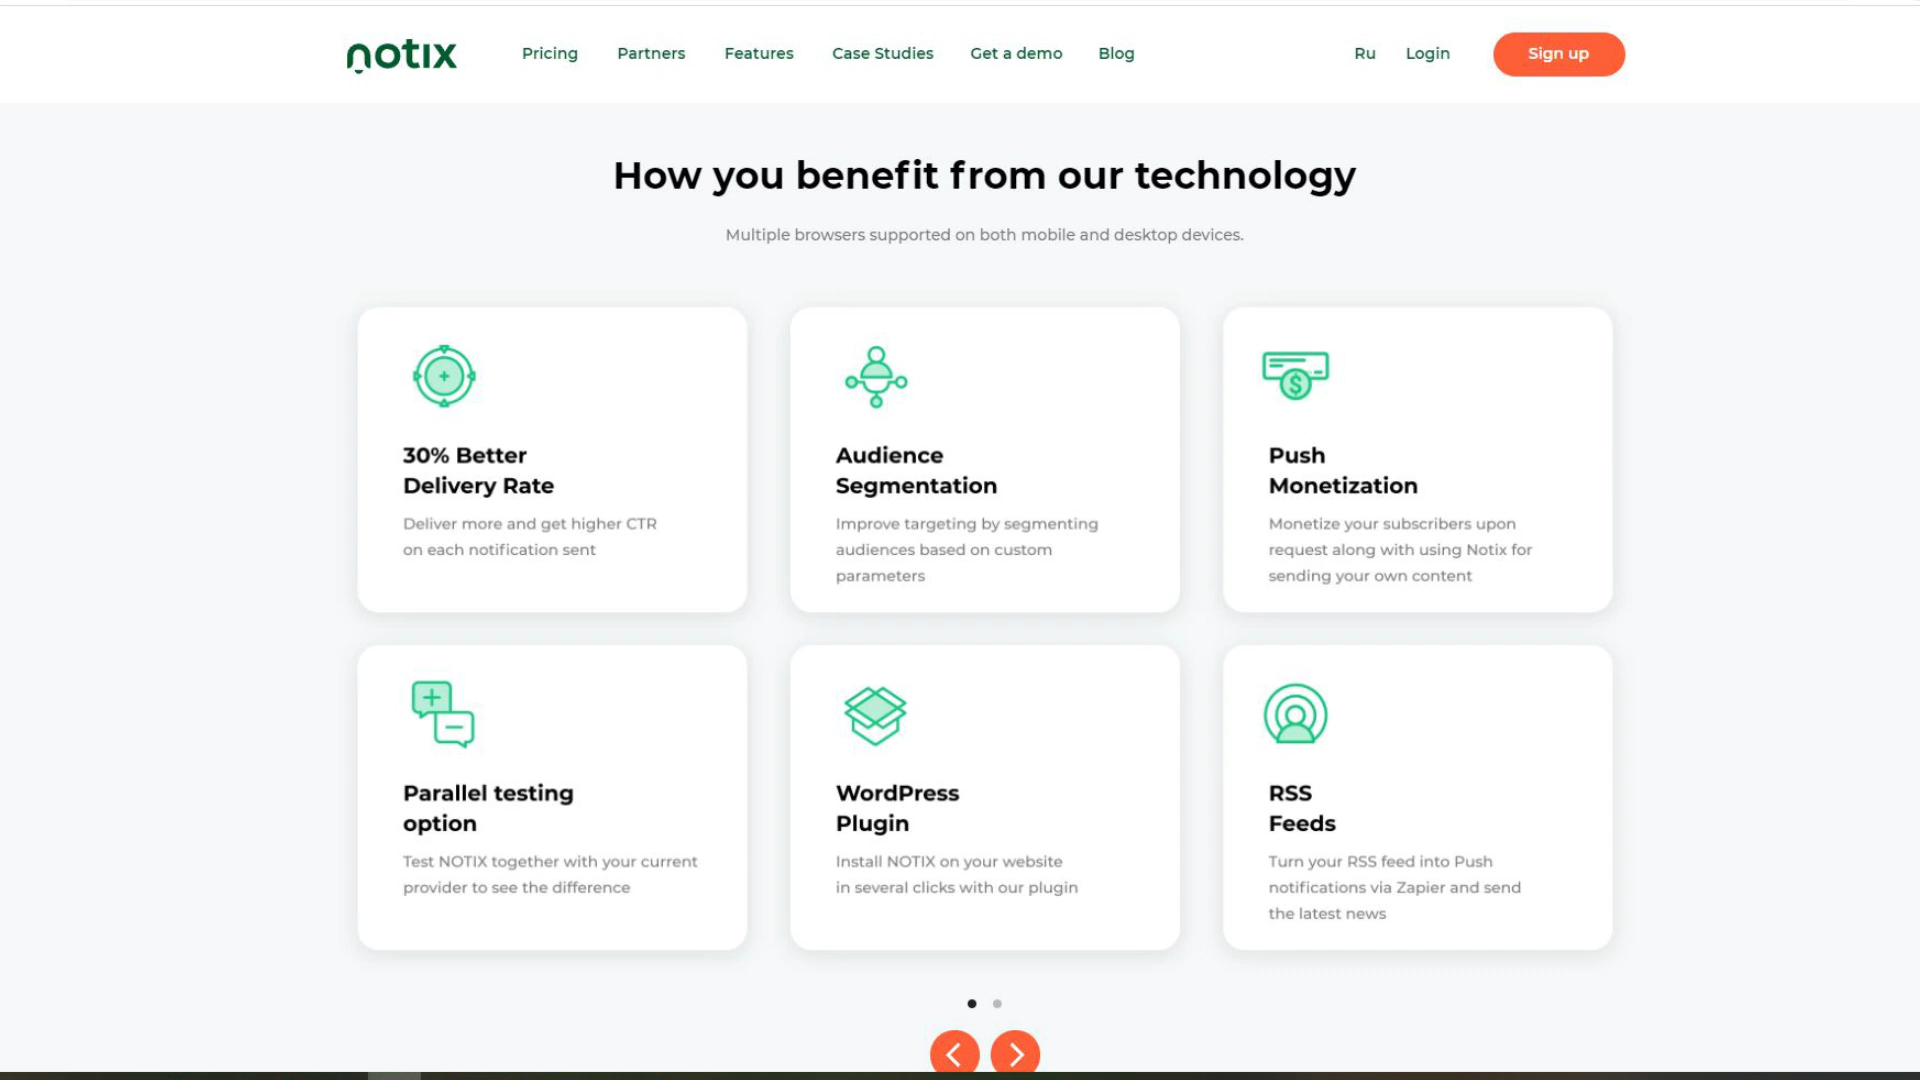 notix
Pricing
Partners
Features
Case Studies
Get a demo
Blog
Ru
Login
Sign up
How you benefit from our technology
Multiple browsers supported on both mobile and desktop devices.
30% Better
Delivery Rate
Deliver more and get higher CTR
on each notification sent
Audience
Segmentation
Improve targeting by segmenting
audiences based on custom
parameters
Push
Monetization
Monetize your subscribers upon
request along with using Notix for
sending your own content
Parallel testing
option
Test NOTIX together with your current
provider to see the difference
WordPress
Plugin
Install NOTIX on your website
in several clicks with our plugin
RSS
Feeds
Turn your RSS feed into Push
notifications via Zapier and send
the latest news